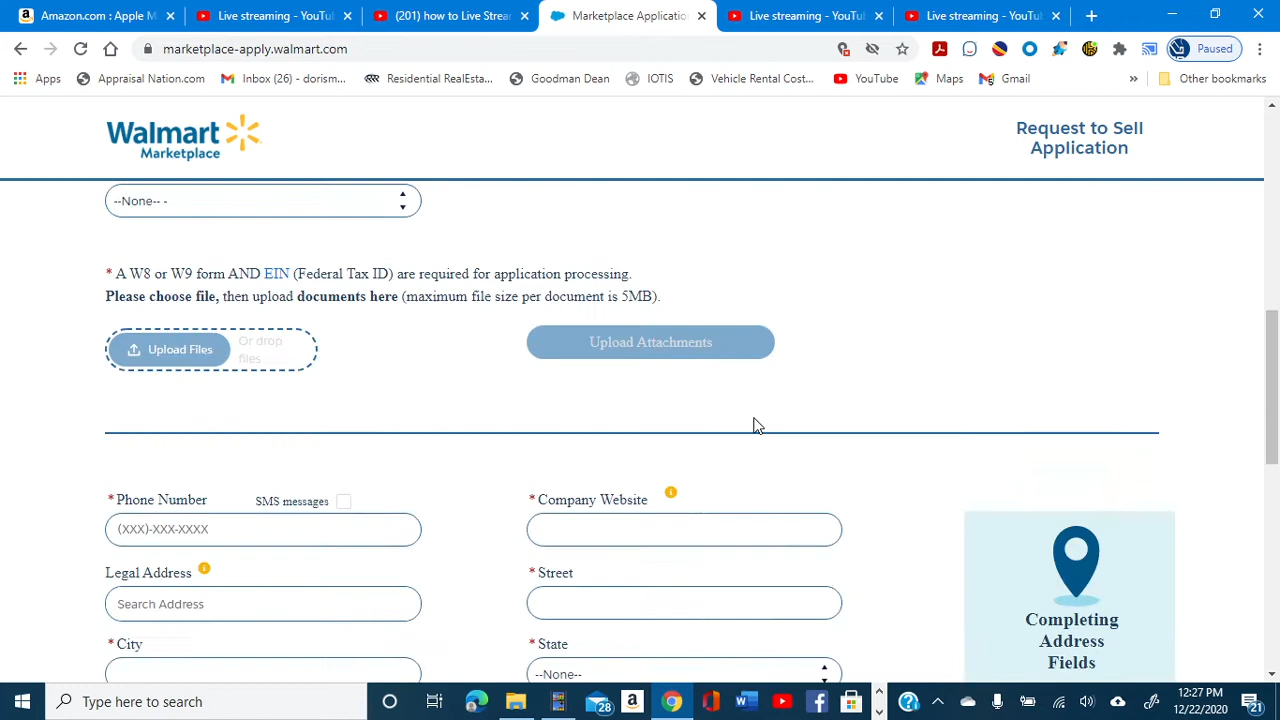 Amazon.com : Apple M
Live streaming - YouTu
(201) how to Live Strea
Marketplace Applicatio
Live streaming - YouTu
Live streaming - YouTu
marketplace-apply.walmart.com
Paused
Apps
Appraisal Nation.com
Inbox (26) - dorism...
Residential RealEsta...
Goodman Dean
IOTIS
Vehicle Rental Cost...
YouTube
Maps
Gmail
»
Other bookmarks
Walmart
Marketplace
Request to Sell
Application
--None-- -
* A W8 or W9 form AND EIN (Federal Tax ID) are required for application processing.
Please choose file, then upload documents here (maximum file size per document is 5MB).
Upload Files
Or drop
files
Upload Attachments
*Phone Number
SMS messages
* Company Website
(XXX)-XXX-XXXX
Legal Address
* Street
Search Address
* City
* State
--None--
Completing
Address
Fields
Type here to search
28
12:27 PM
12/22/2020
21